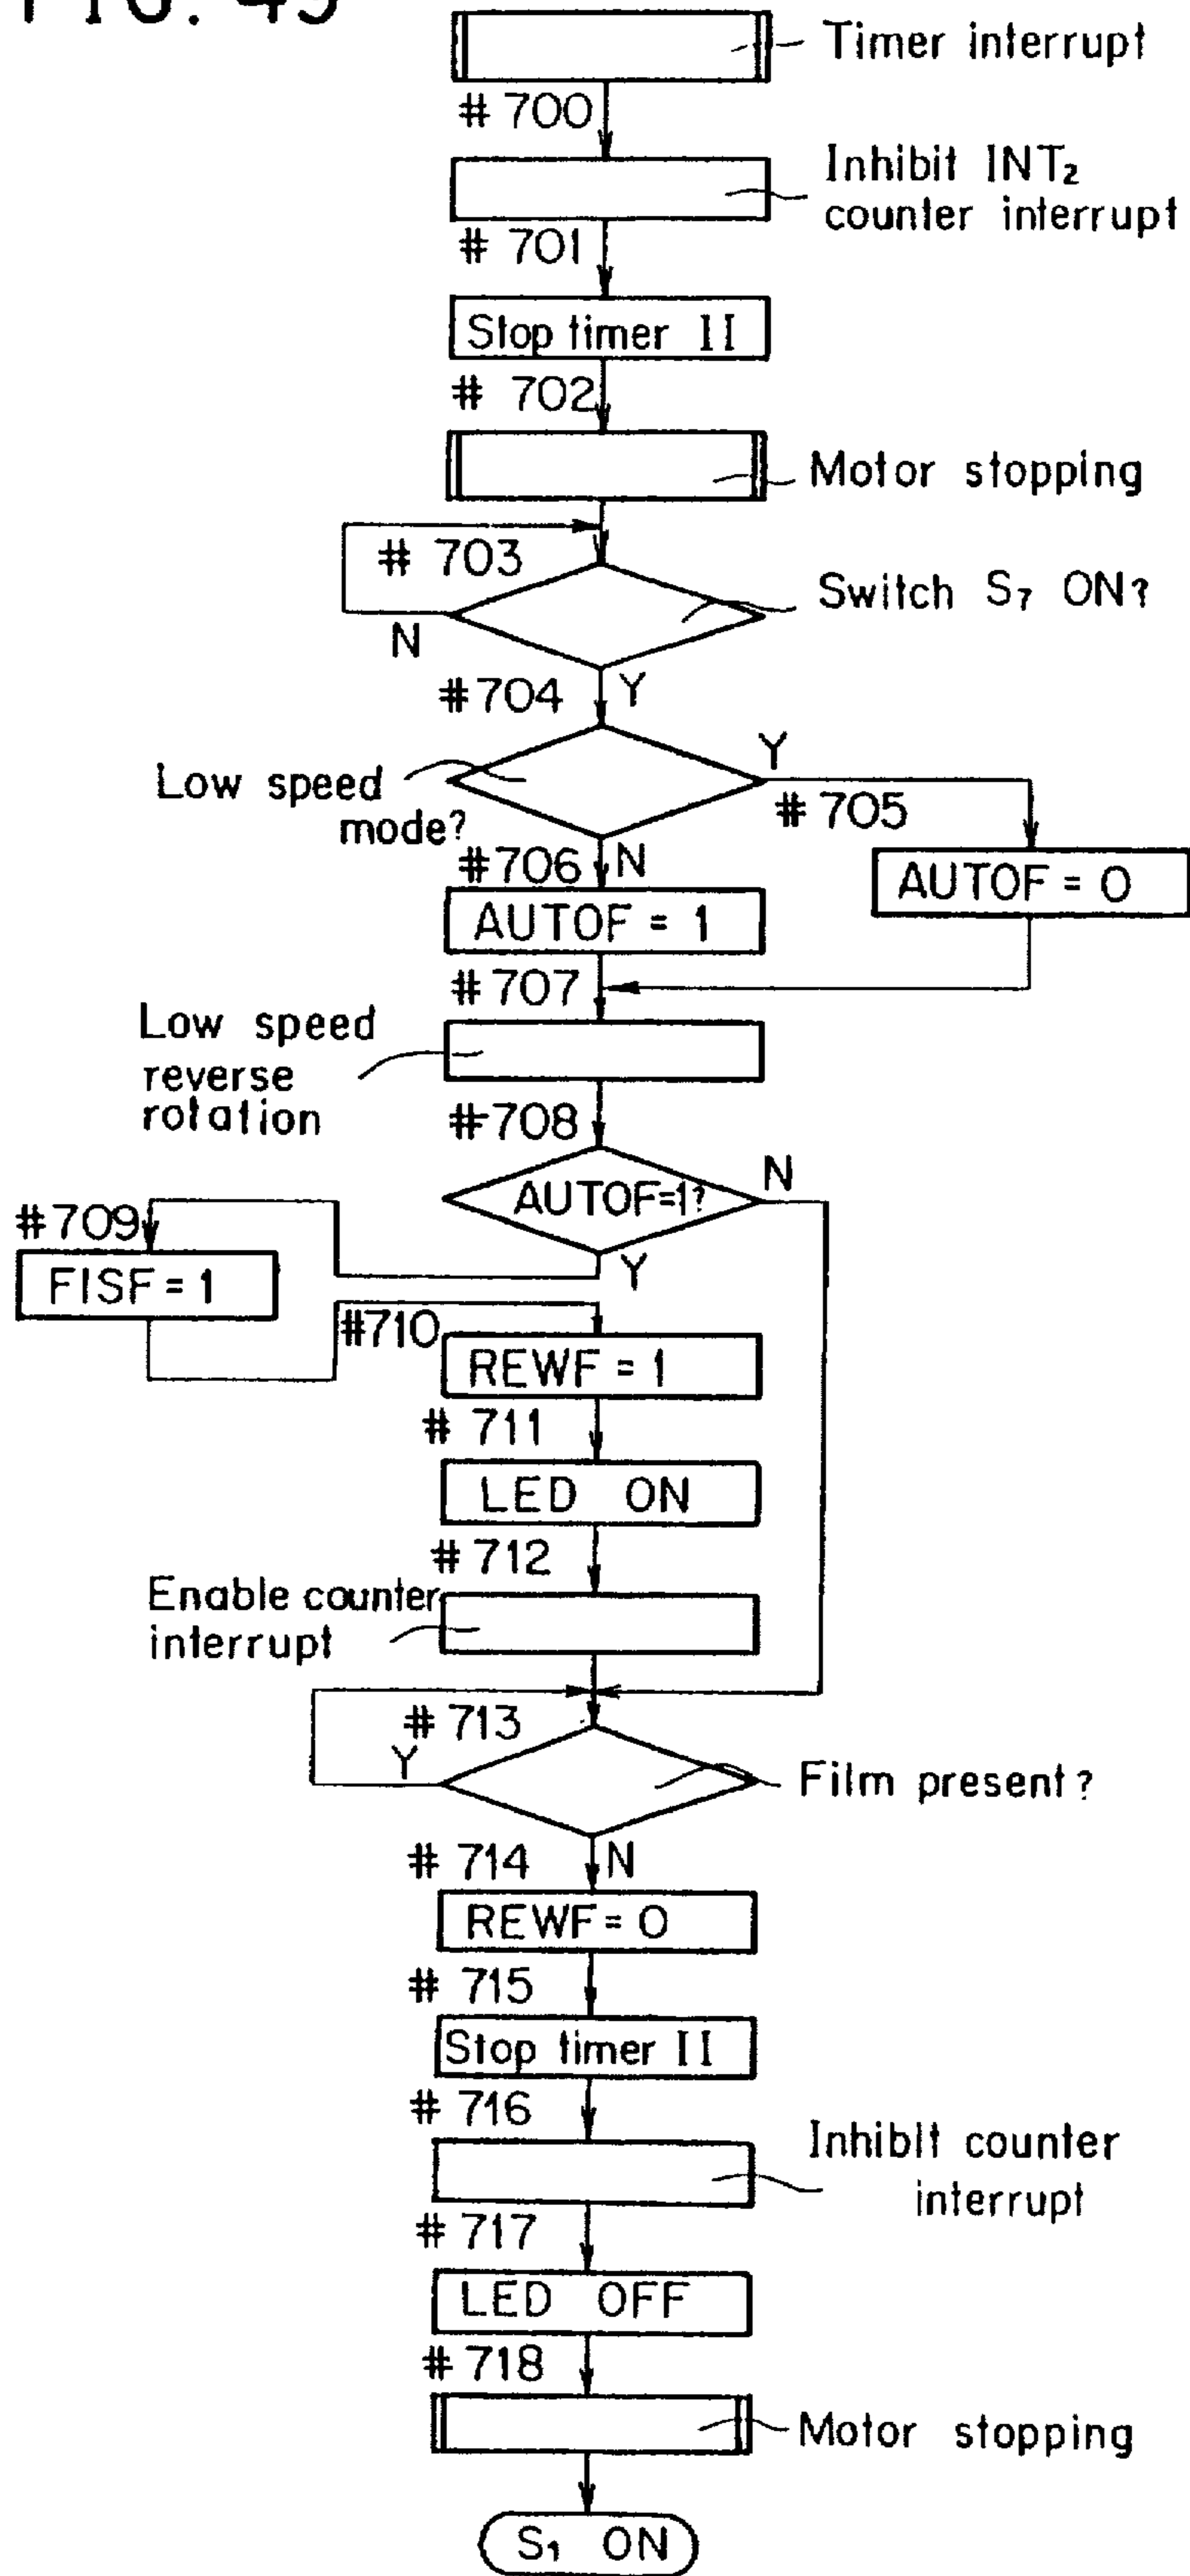 FIG. 45
Timer interrupt
# 700
Inhibit INT₂
counter interrupt
# 701
Stop timer II
# 702
Motor stopping
# 703
Switch S₇ ON?
N
#704
Y
Low speed
mode?
Y
# 705
#706
N
AUTOF = 0
AUTOF = 1
# 707
Low speed
reverse
rotation
#708
AUTOF=1?
N
#709
Y
FISF = 1
#710
REWF = 1
# 711
LED ON
# 712
Enable counter
interrupt
# 713
Y
Film present?
# 714
N
REWF = 0
# 715
Stop timer II
# 716
Inhibit counter
interrupt
# 717
LED OFF
# 718
Motor stopping
S₁ ON